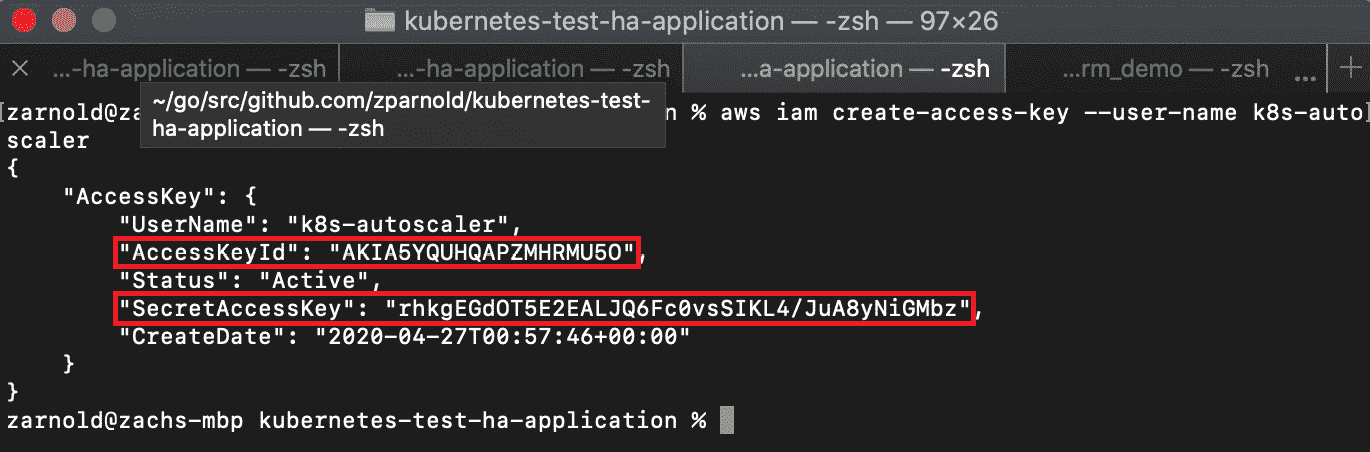 kubernetes-test-ha-application — -zsh — 97×26
...-ha-application — -zsh
...-ha-application — -zsh
...a-application — -zsh
...rm_demo — -zsh ...
~/go/src/github.com/zparnold/kubernetes-test-
ha-application — -zsh
zarnold@za n % aws iam create-access-key --user-name k8s-auto
scaler
{
"AccessKey": {
"UserName": "k8s-autoscaler",
"AccessKeyId": "AKIA5YQUHQAPZMHRMU5O",
"Status": "Active",
"SecretAccessKey": "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",
"CreateDate": "2020-04-27T00:57:46+00:00"
}
}
zarnold@zachs-mbp kubernetes-test-ha-application %